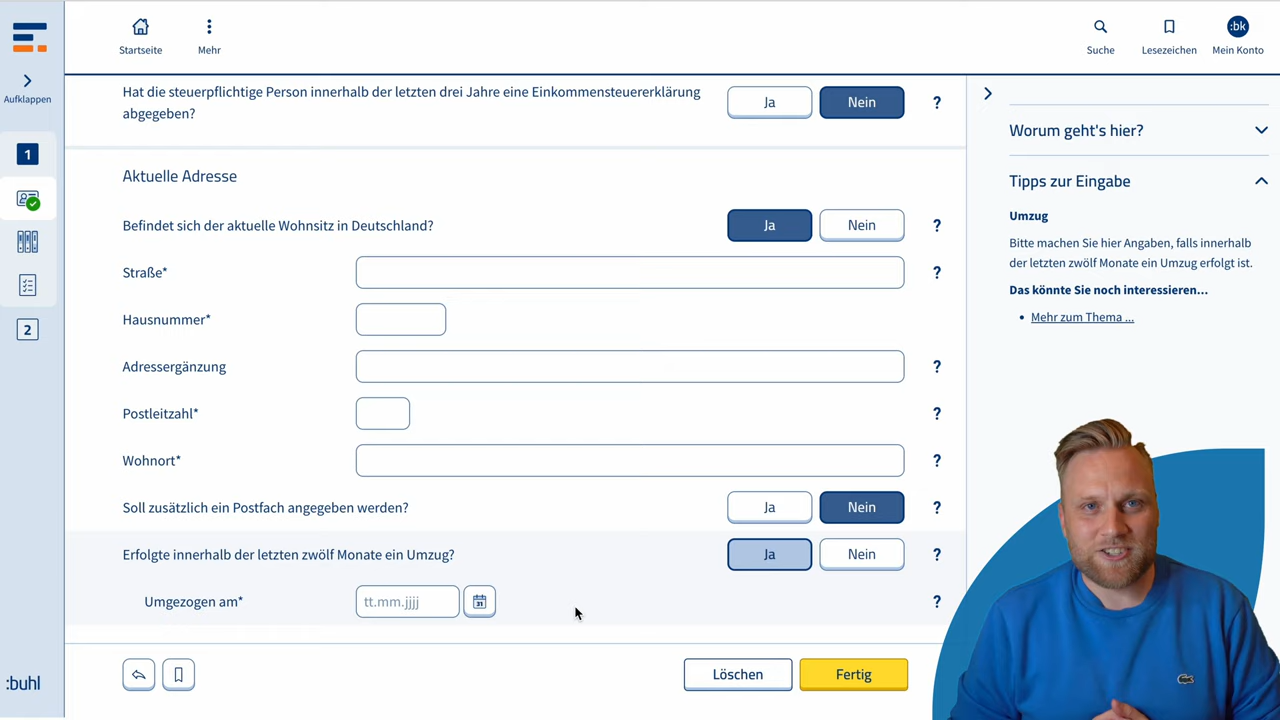 Startseite
Mehr
Suche
Lesezeichen
:bk
Mein Konto
Aufklappen
1
2
:buhl
Hat die steuerpflichtige Person innerhalb der letzten drei Jahre eine Einkommensteuererklärung
abgegeben?
Ja
Nein
?
Aktuelle Adresse
Befindet sich der aktuelle Wohnsitz in Deutschland?
Ja
Nein
?
Straße*
?
Hausnummer*
Adressergänzung
?
Postleitzahl*
?
Wohnort*
?
Soll zusätzlich ein Postfach angegeben werden?
Ja
Nein
?
Erfolgte innerhalb der letzten zwölf Monate ein Umzug?
Ja
Nein
?
Umgezogen am*
tt.mm.jjjj
31
?
Löschen
Fertig
Worum geht's hier?
Tipps zur Eingabe
Umzug
Bitte machen Sie hier Angaben, falls innerhalb
der letzten zwölf Monate ein Umzug erfolgt ist.
Das könnte Sie noch interessieren...
• Mehr zum Thema ...